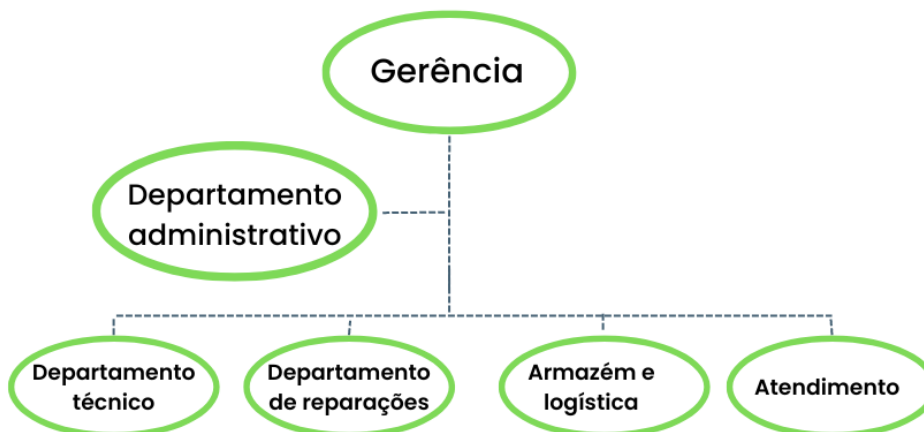 Gerência
Departamento
administrativo
Departamento
técnico
Departamento
de reparações
Armazém e
logística
Atendimento